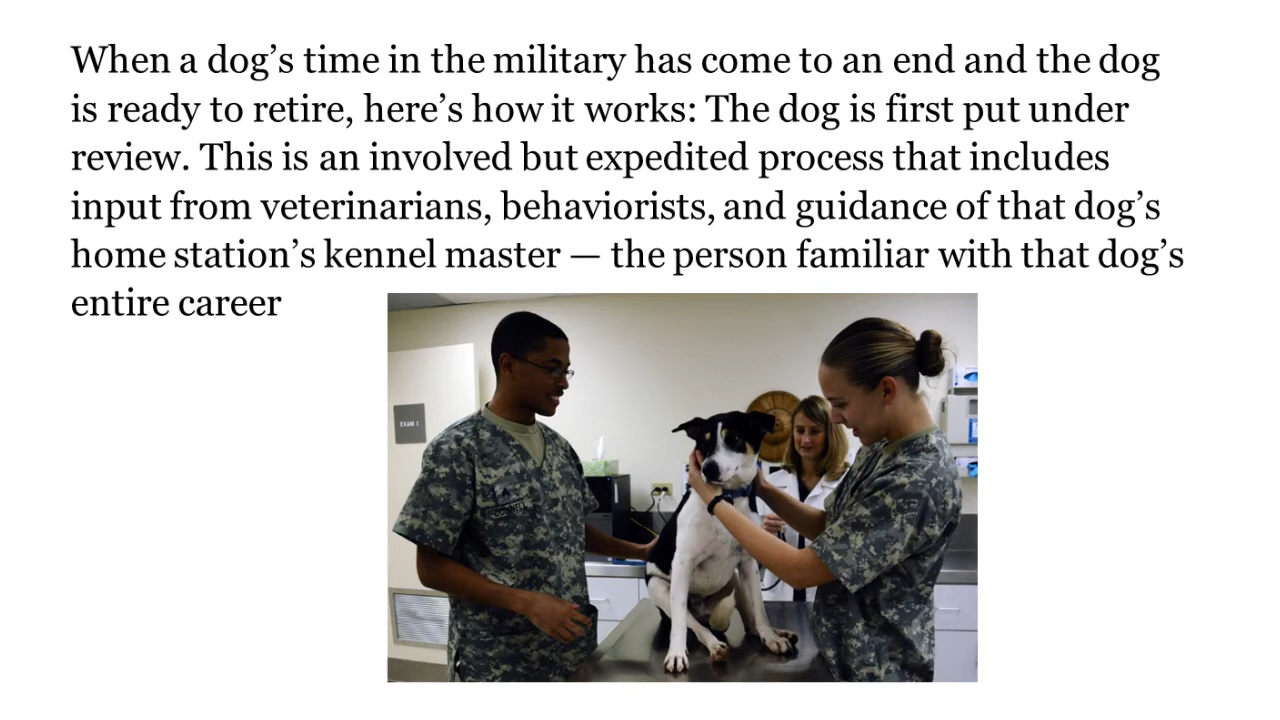 When a dog’s time in the military has come to an end and the dog
is ready to retire, here’s how it works: The dog is first put under
review. This is an involved but expedited process that includes
input from veterinarians, behaviorists, and guidance of that dog’s
home station’s kennel master — the person familiar with that dog’s
entire career
EXAM 1